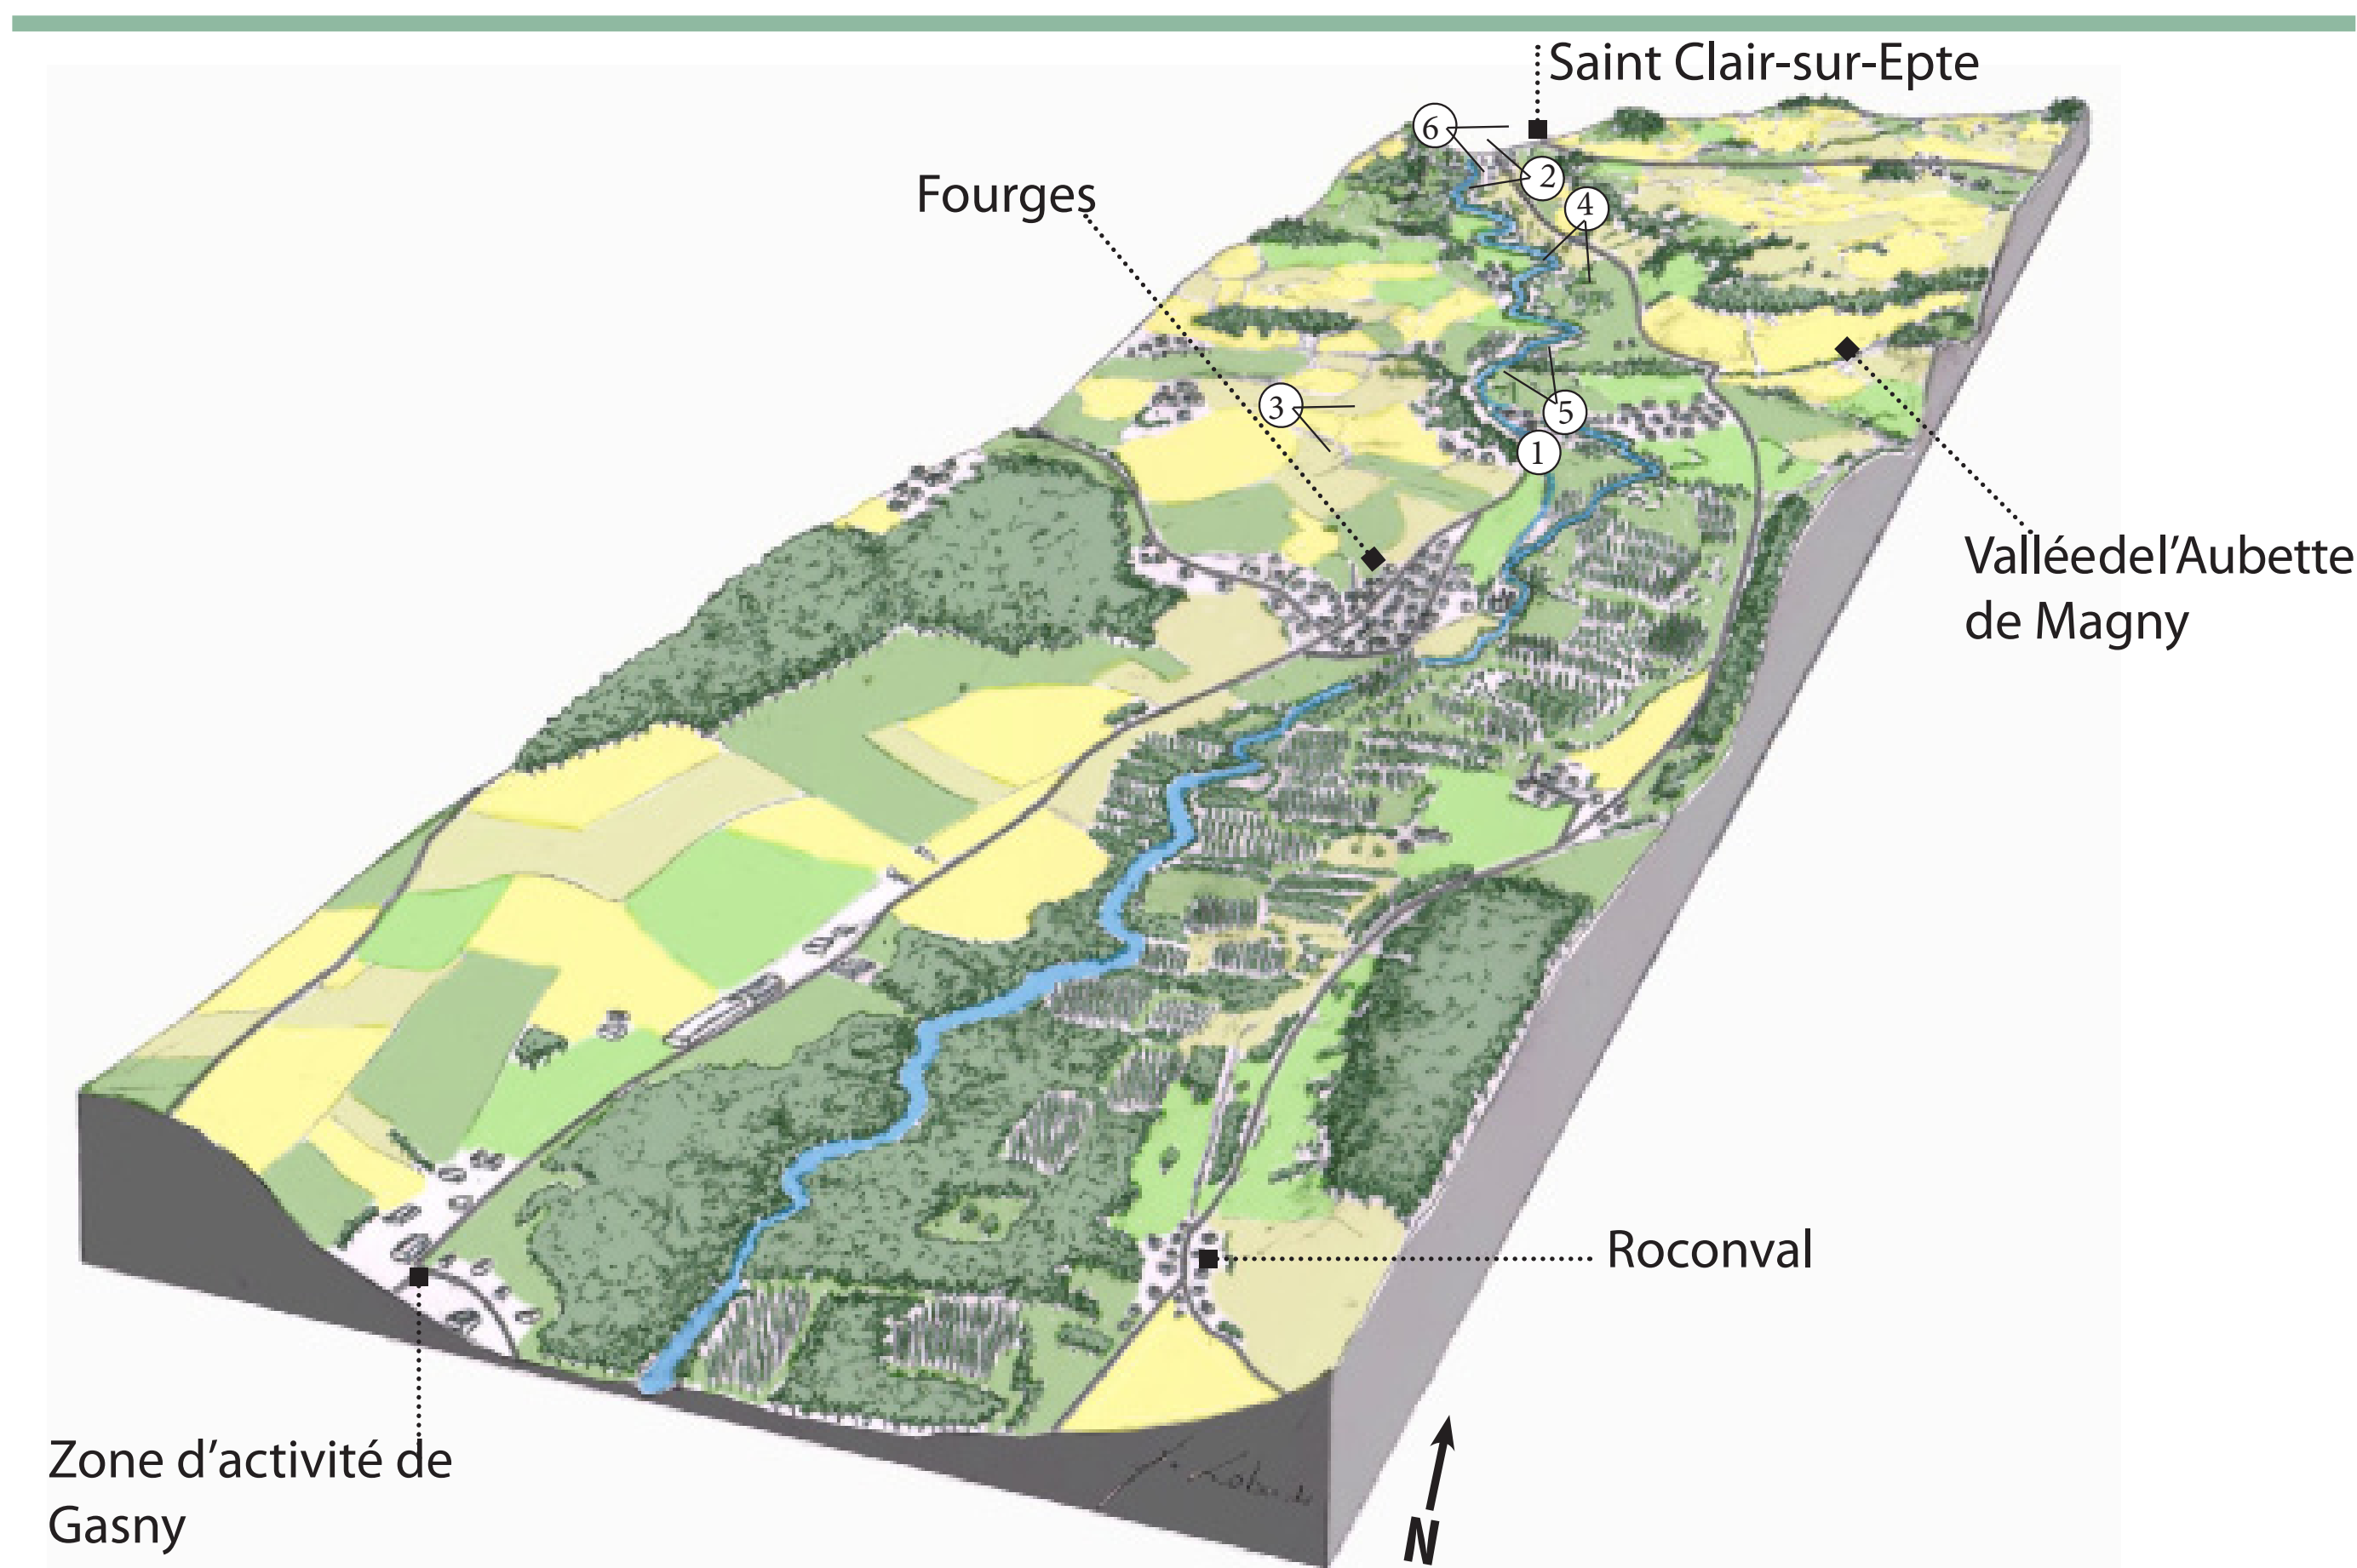 Saint Clair-sur-Epte
6
2
Fourges
4
3
5
1
Valléedel'Aubette
de Magny
Roconval
Zone d'activité de
Gasny
N